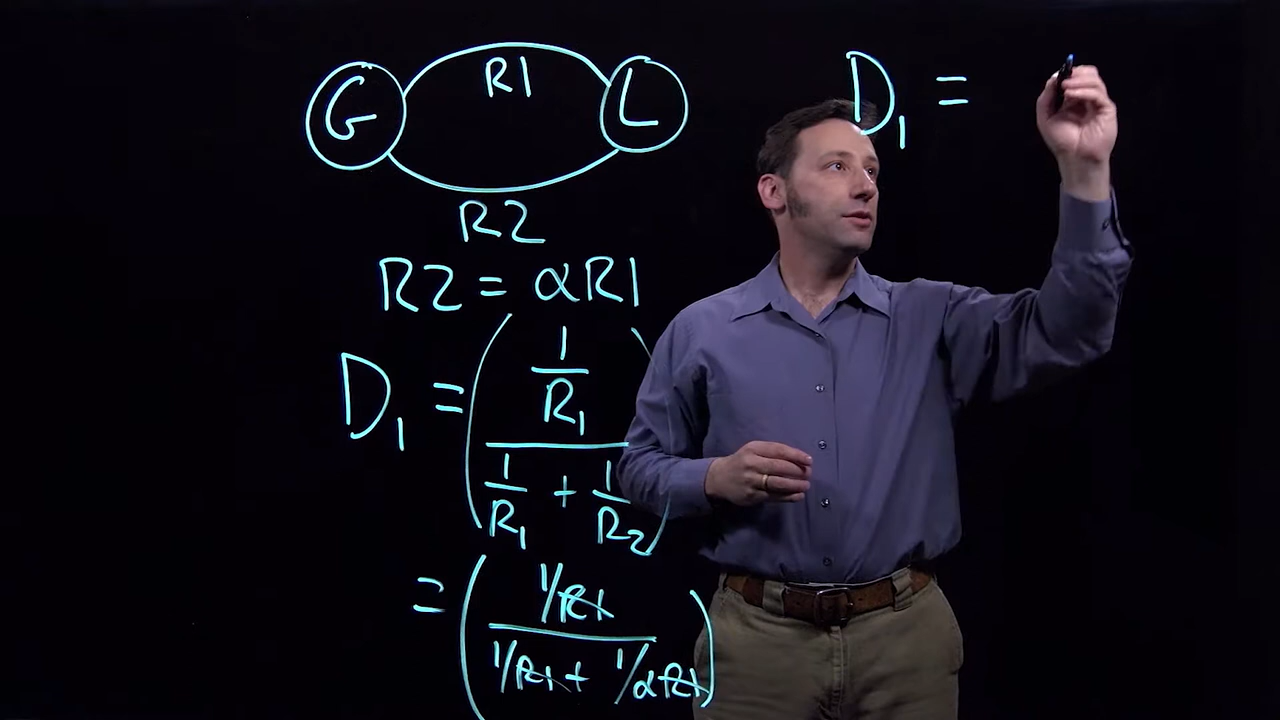 G R1 L
R2
R2 = αR1
D₁ = (
1
R₁
1/R₁ + 1/R₂
)
= ( 1/R1
1/R1 + 1/αR1 )
D₁ =